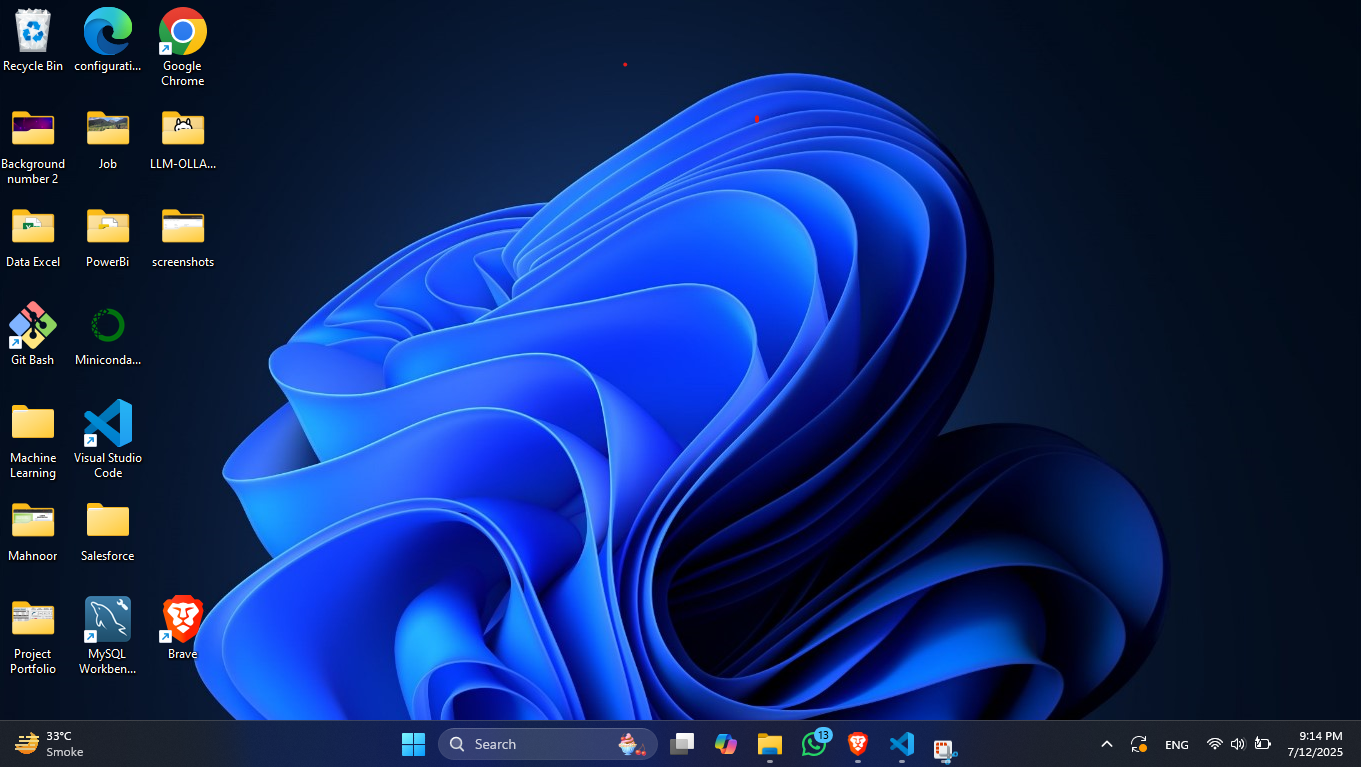 Recycle Bin
configurati...
Google
Chrome
Background
number 2
Job
LLM-OLLA...
Data Excel
PowerBi
screenshots
Git Bash
Miniconda...
Machine
Learning
Visual Studio
Code
Mahnoor
Salesforce
Project
Portfolio
MySQL
Workben...
Brave
33°C
Smoke
Search
13
ENG
9:14 PM
7/12/2025